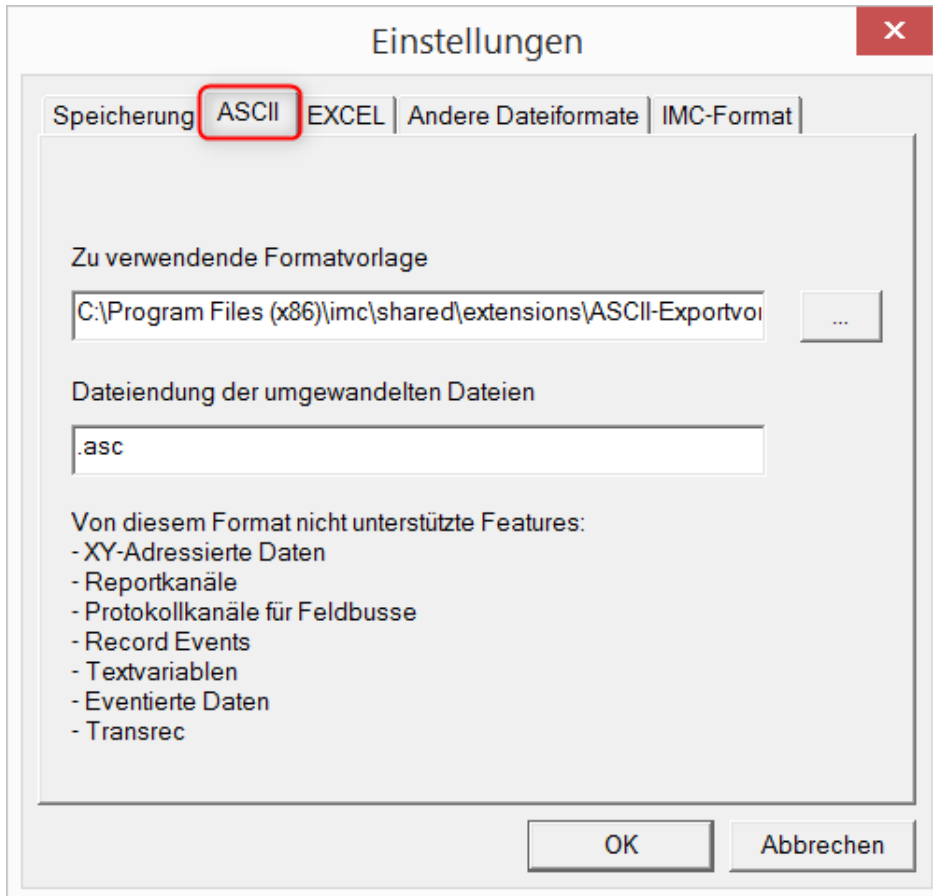 Einstellungen
Speicherung ASCII EXCEL Andere Dateiformate IMC-Format
Zu verwendende Formatvorlage
C:\Program Files (x86)\imc\shared\extensions\ASCII-Exportvor
...
Dateiendung der umgewandelten Dateien
.asc
Von diesem Format nicht unterstützte Features:
- XY-Adressierte Daten
- Reportkanäle
- Protokollkanäle für Feldbusse
- Record Events
- Textvariablen
- Eventierte Daten
- Transrec
OK Abbrechen